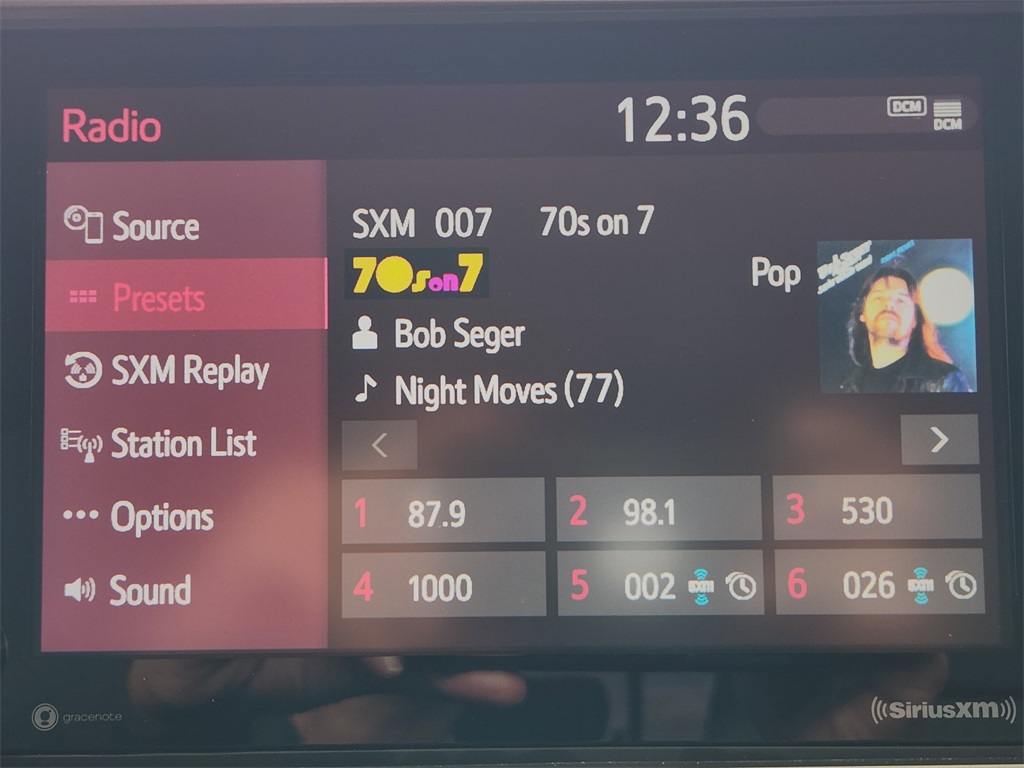 Radio
12:36
DCM
DCM
Source
Presets
SXM Replay
Station List
Options
Sound
SXM 007 70s on 7
70s on 7
Pop
Bob Seger
Night Moves (77)
1 87.9
2 98.1
3 530
4 1000
5 002 sxm
6 026 sxm
gracenote
SiriusXM